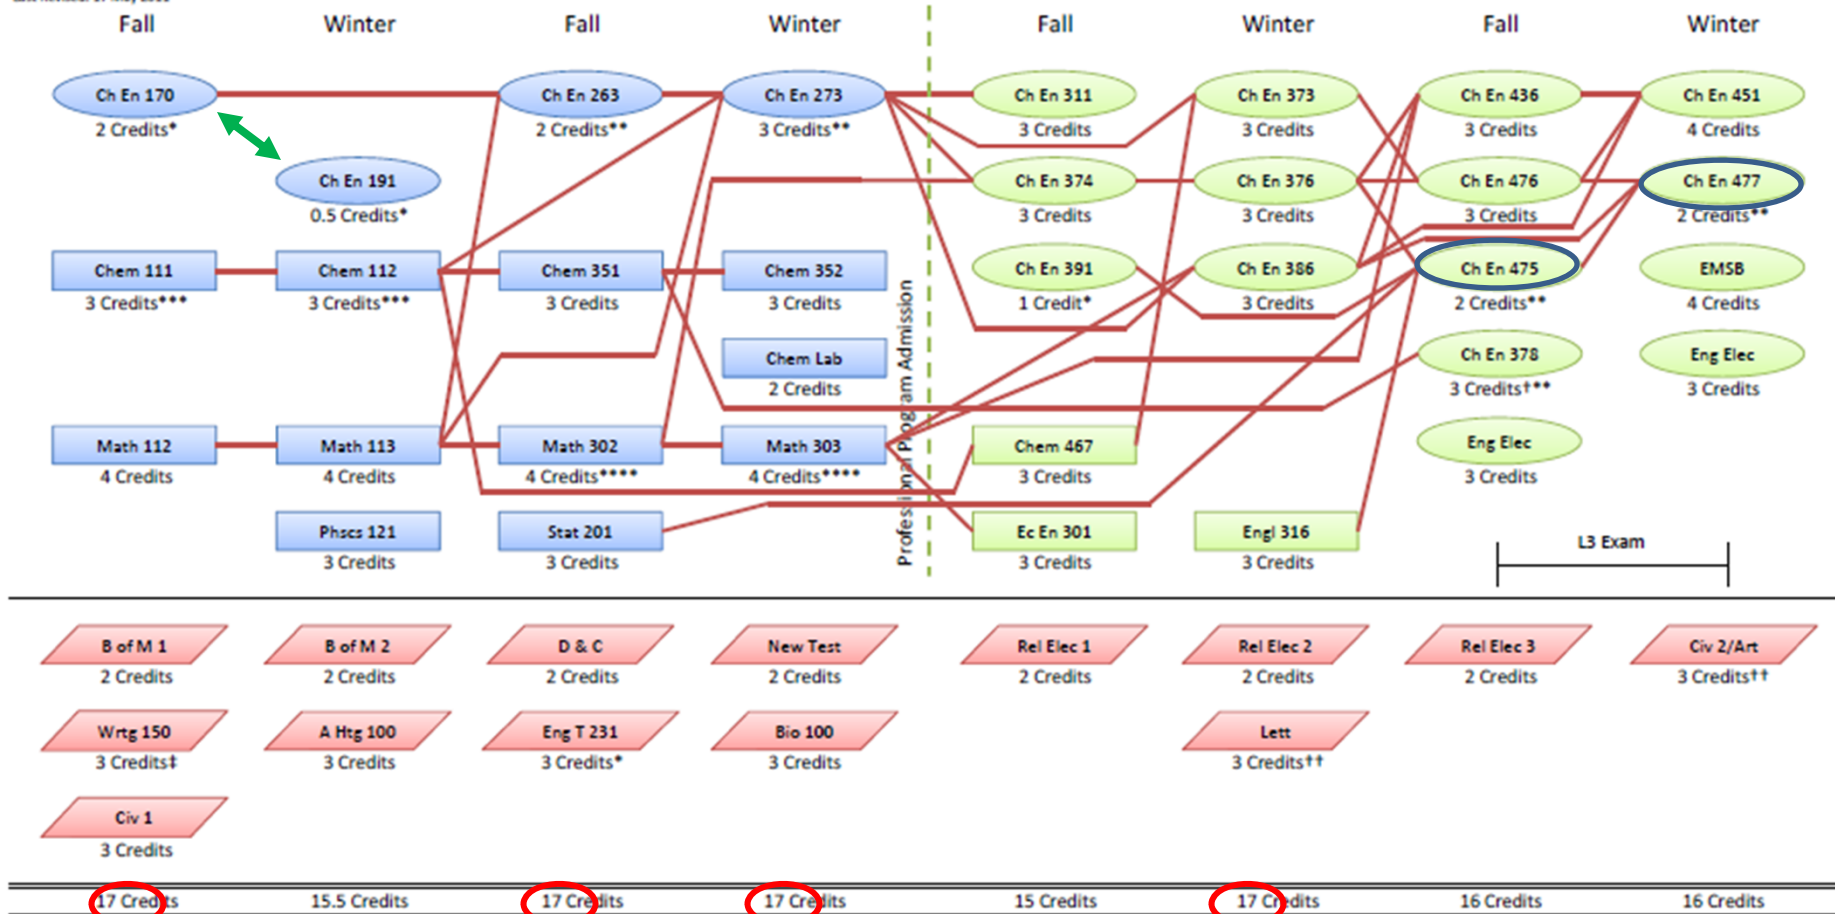 Fall Winter Fall Winter Fall Winter Fall Winter
Ch En 170 Ch En 263 Ch En 273 Ch En 311 Ch En 373 Ch En 436 Ch En 451
2 Credits* 2 Credits** 3 Credits** 3 Credits 3 Credits 3 Credits 4 Credits
Ch En 191 Ch En 374 Ch En 376 Ch En 476 Ch En 477
0.5 Credits* 3 Credits 3 Credits 3 Credits 2 Credits**
Chem 111 Chem 112 Chem 351 Chem 352 Ch En 391 Ch En 386 Ch En 475 EMSB
3 Credits*** 3 Credits*** 3 Credits 3 Credits 1 Credit* 3 Credits 2 Credits** 4 Credits
Chem Lab Ch En 378 Eng Elec
2 Credits 3 Credits†** 3 Credits
Math 112 Math 113 Math 302 Math 303 Chem 467 Eng Elec
4 Credits 4 Credits 4 Credits**** 4 Credits**** 3 Credits 3 Credits
Phscs 121 Stat 201 Ec En 301 Engl 316
3 Credits 3 Credits 3 Credits 3 Credits
Professional Program Admission
L3 Exam
B of M 1 B of M 2 D & C New Test Rel Elec 1 Rel Elec 2 Rel Elec 3 Civ 2/Art
2 Credits 2 Credits 2 Credits 2 Credits 2 Credits 2 Credits 2 Credits 3 Credits††
Wrtg 150 A Htg 100 Eng T 231 Bio 100 Lett
3 Credits‡ 3 Credits 3 Credits* 3 Credits 3 Credits††
Civ 1
3 Credits
17 Credits 15.5 Credits 17 Credits 17 Credits 15 Credits 17 Credits 16 Credits 16 Credits